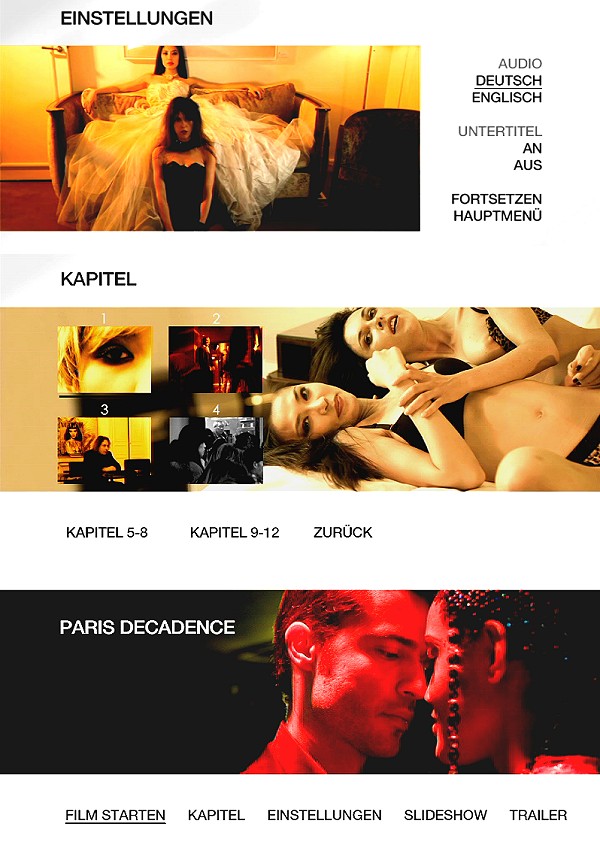 EINSTELLUNGEN
AUDIO
DEUTSCH
ENGLISCH
UNTERTITEL
AN
AUS
FORTSETZEN
HAUPTMENÜ
KAPITEL
1
2
3
4
KAPITEL 5-8
KAPITEL 9-12
ZURÜCK
PARIS DECADENCE
FILM STARTEN
KAPITEL
EINSTELLUNGEN
SLIDESHOW
TRAILER